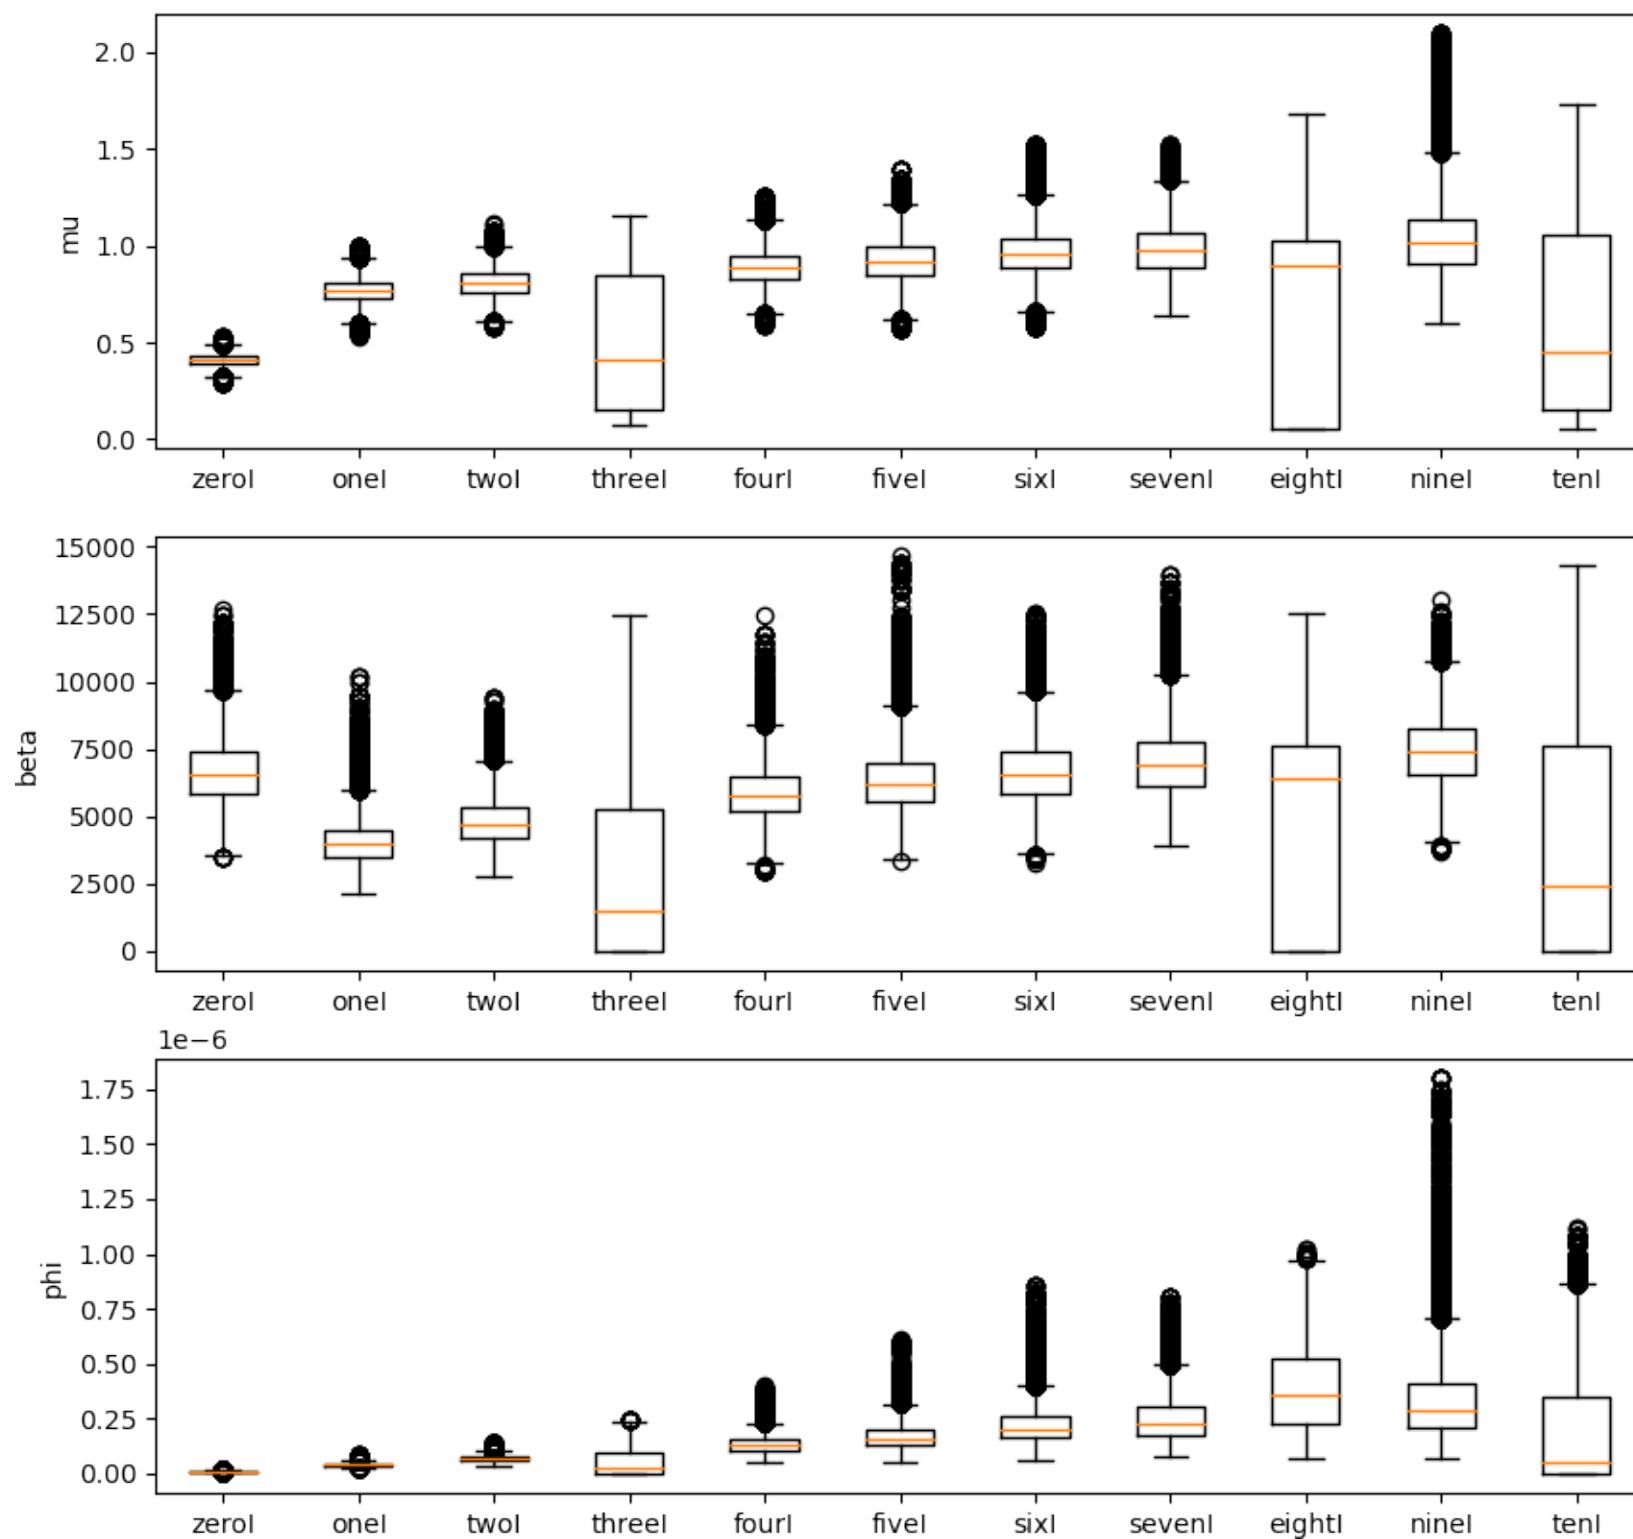 mu
2.0
1.5
1.0
0.5
0.0
zeroI oneI twoI threeI fourI fiveI sixI sevenI eightI nineI tenI
beta
15000
12500
10000
7500
5000
2500
0
zeroI oneI twoI threeI fourI fiveI sixI sevenI eightI nineI tenI
1e−6
phi
1.75
1.50
1.25
1.00
0.75
0.50
0.25
0.00
zeroI oneI twoI threeI fourI fiveI sixI sevenI eightI nineI tenI